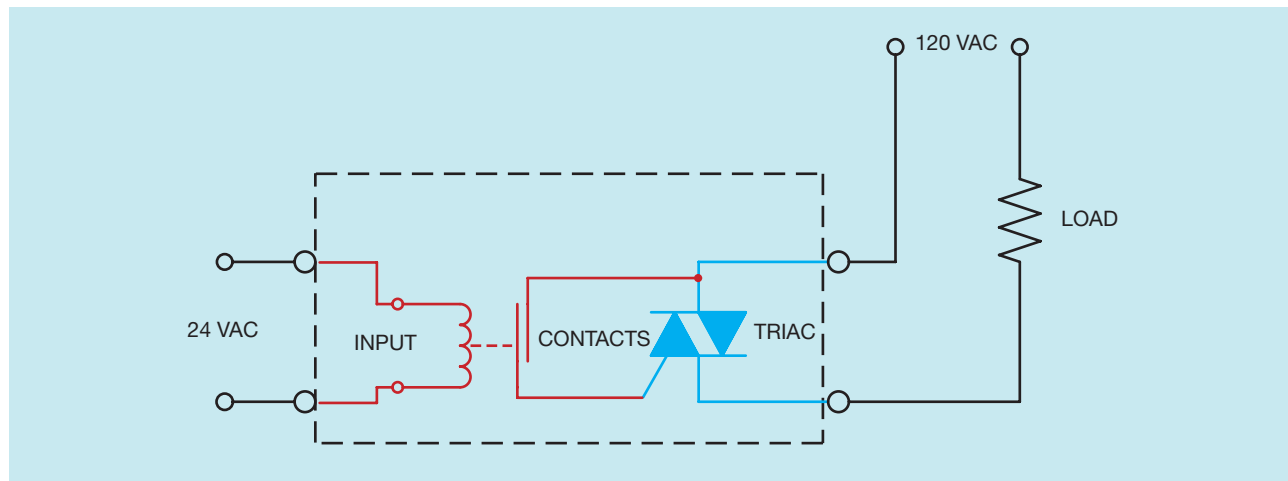 120 VAC
LOAD
24 VAC
INPUT
CONTACTS
TRIAC